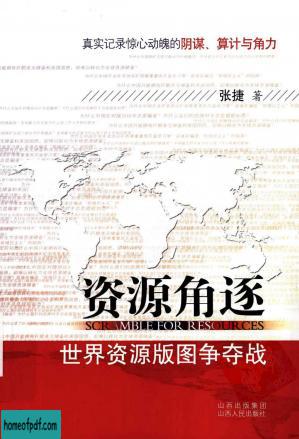 真实记录惊心动魄的阴谋、算计与角力
张捷 著
资源角逐
SCRAMBLE FOR RESOURCES
世界资源版图争夺战
山西出版集团
山西人民出版社
homeofpdf.com